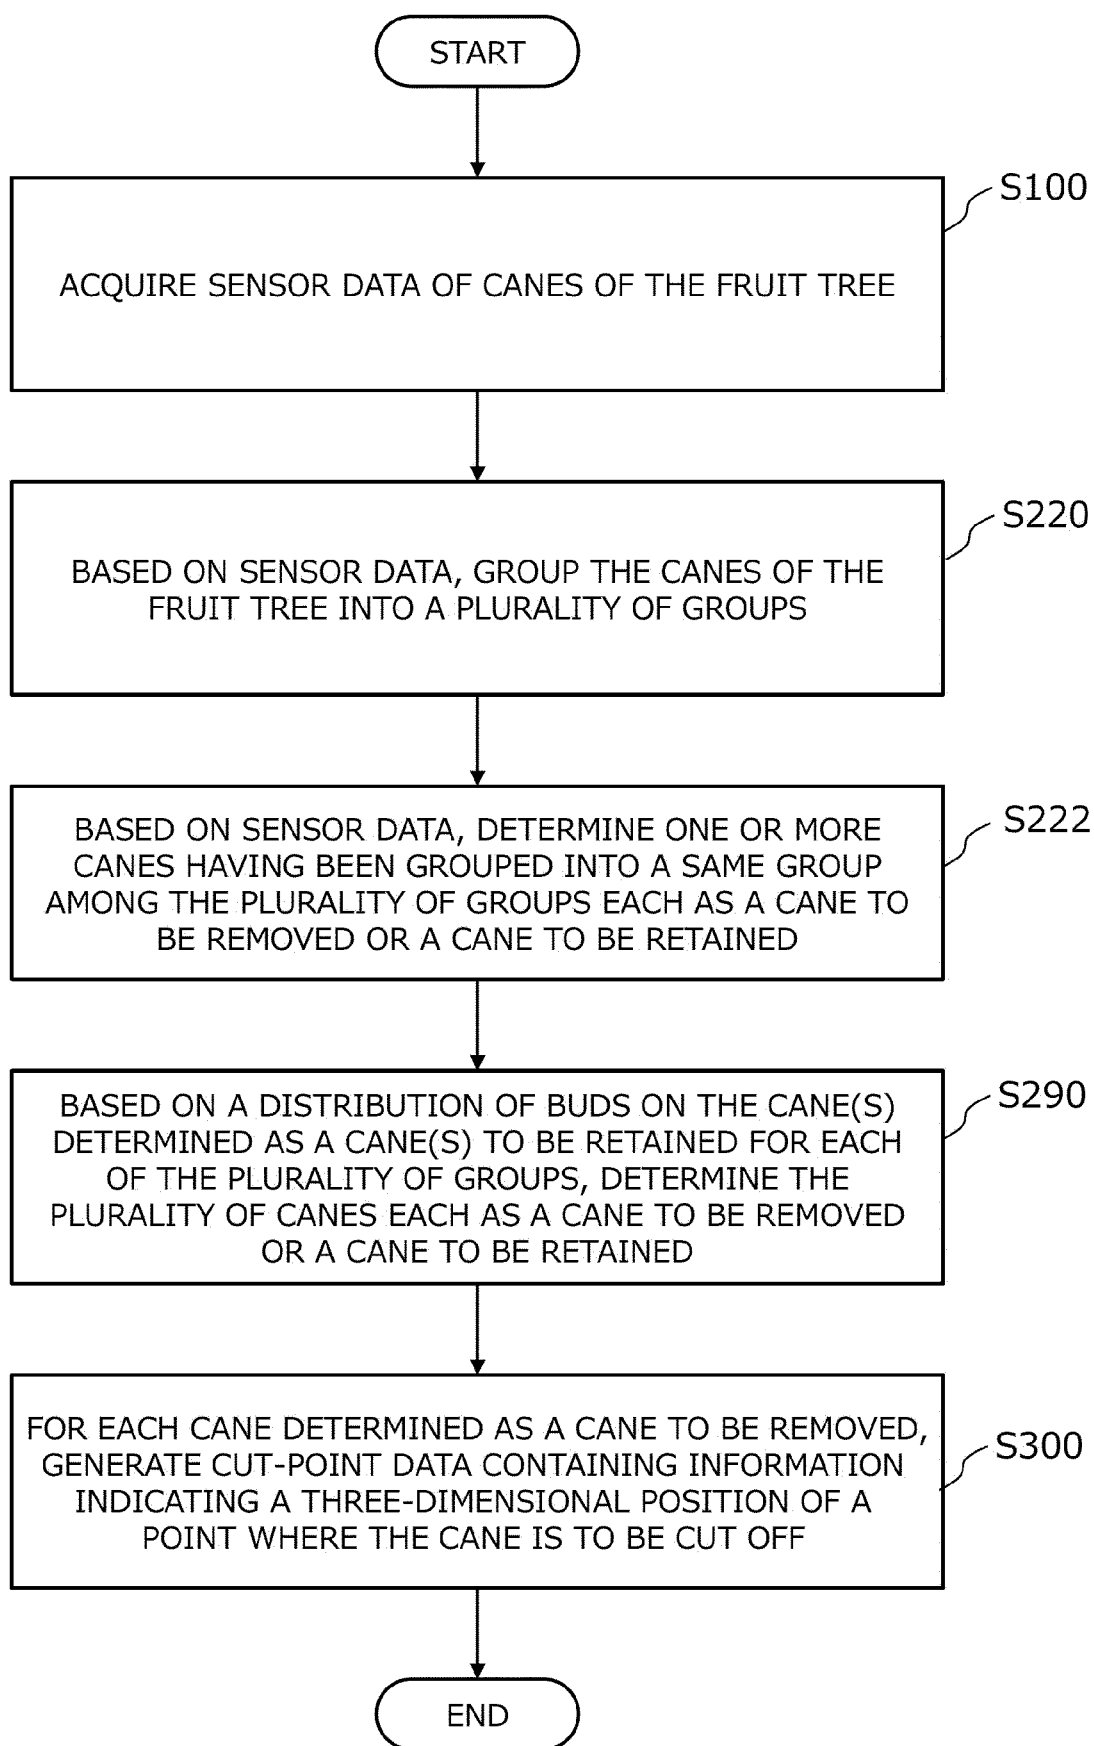 START
S100
ACQUIRE SENSOR DATA OF CANES OF THE FRUIT TREE
S220
BASED ON SENSOR DATA, GROUP THE CANES OF THE
FRUIT TREE INTO A PLURALITY OF GROUPS
S222
BASED ON SENSOR DATA, DETERMINE ONE OR MORE
CANES HAVING BEEN GROUPED INTO A SAME GROUP
AMONG THE PLURALITY OF GROUPS EACH AS A CANE TO
BE REMOVED OR A CANE TO BE RETAINED
S290
BASED ON A DISTRIBUTION OF BUDS ON THE CANE(S)
DETERMINED AS A CANE(S) TO BE RETAINED FOR EACH
OF THE PLURALITY OF GROUPS, DETERMINE THE
PLURALITY OF CANES EACH AS A CANE TO BE REMOVED
OR A CANE TO BE RETAINED
S300
FOR EACH CANE DETERMINED AS A CANE TO BE REMOVED,
GENERATE CUT-POINT DATA CONTAINING INFORMATION
INDICATING A THREE-DIMENSIONAL POSITION OF A
POINT WHERE THE CANE IS TO BE CUT OFF
END